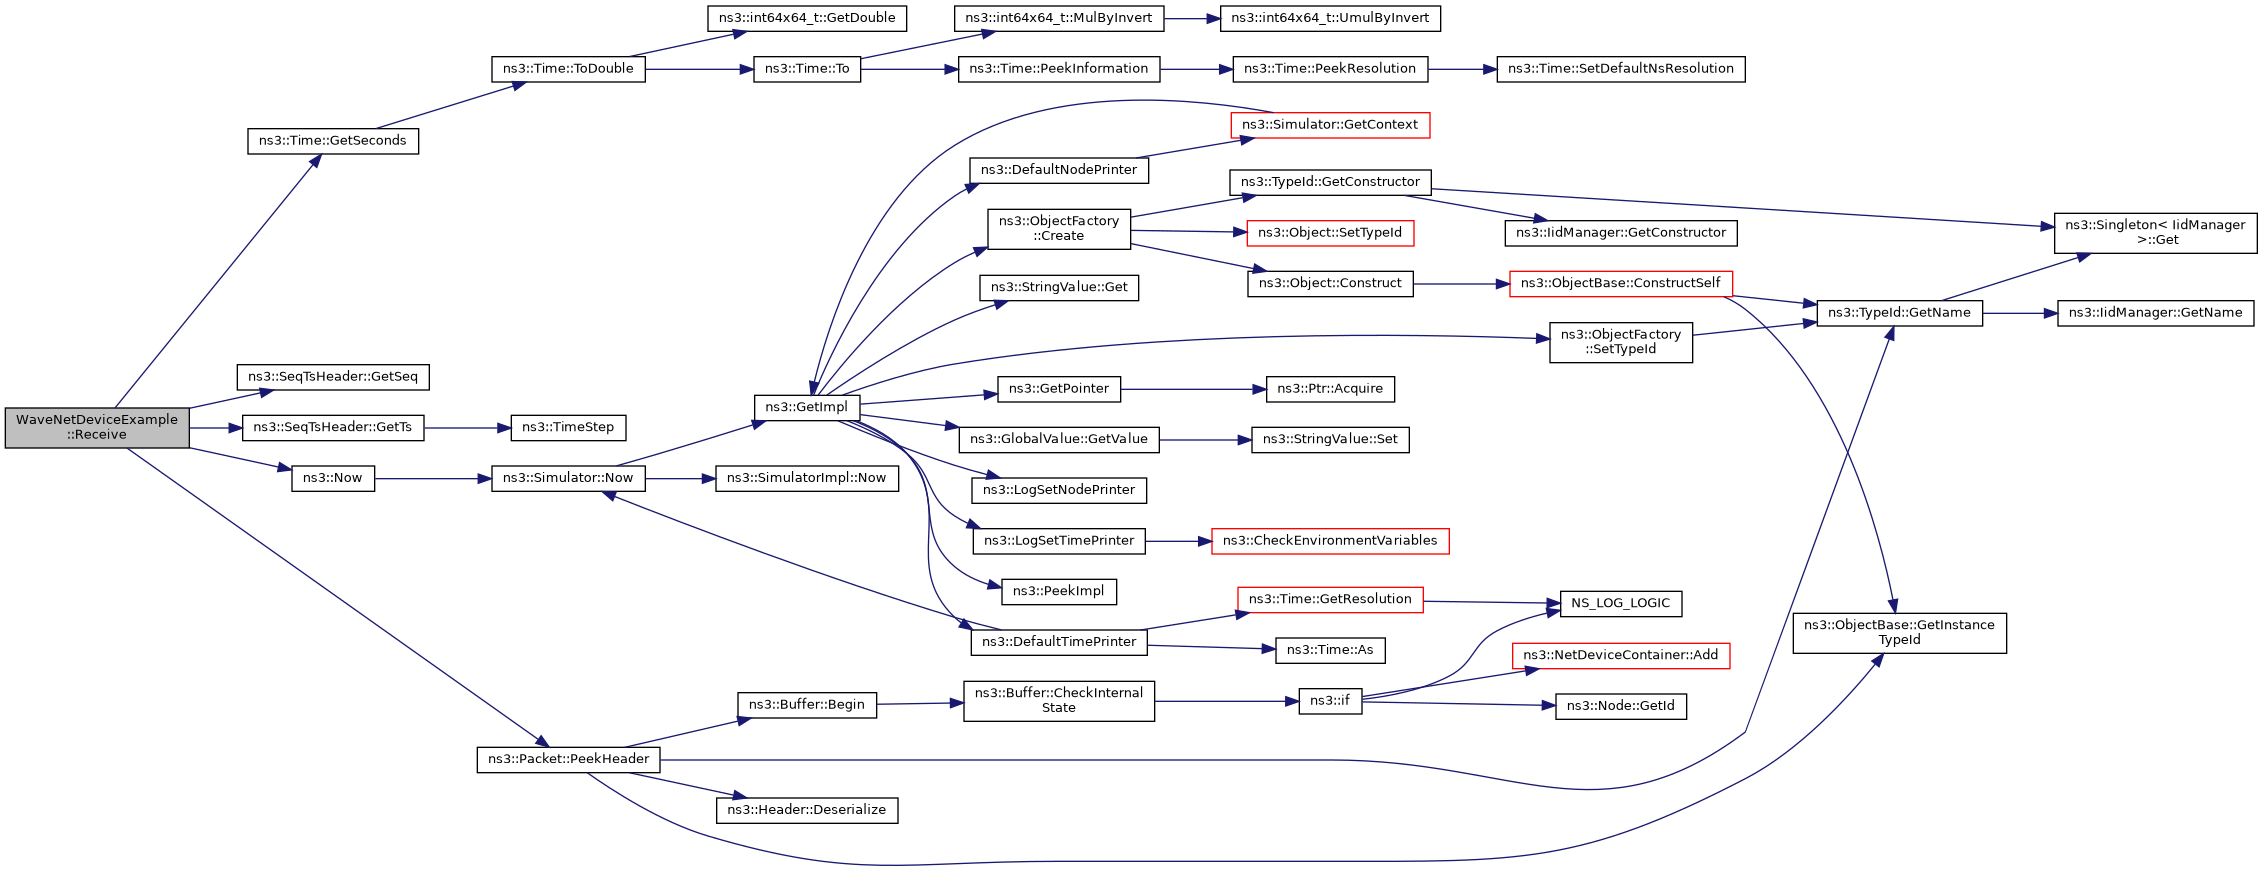 ns3::int64x64_t::GetDouble
ns3::int64x64_t::MulByInvert
ns3::int64x64_t::UmulByInvert
ns3::Time::ToDouble
ns3::Time::To
ns3::Time::PeekInformation
ns3::Time::PeekResolution
ns3::Time::SetDefaultNsResolution
ns3::Time::GetSeconds
ns3::Simulator::GetContext
ns3::DefaultNodePrinter
ns3::TypeId::GetConstructor
ns3::ObjectFactory
::Create
ns3::Object::SetTypeId
ns3::IidManager::GetConstructor
ns3::Singleton< IidManager
>::Get
ns3::StringValue::Get
ns3::Object::Construct
ns3::ObjectBase::ConstructSelf
ns3::TypeId::GetName
ns3::IidManager::GetName
ns3::ObjectFactory
::SetTypeId
ns3::SeqTsHeader::GetSeq
ns3::GetPointer
ns3::Ptr::Acquire
ns3::GetImpl
WaveNetDeviceExample
::Receive
ns3::SeqTsHeader::GetTs
ns3::TimeStep
ns3::GlobalValue::GetValue
ns3::StringValue::Set
ns3::Now
ns3::Simulator::Now
ns3::SimulatorImpl::Now
ns3::LogSetNodePrinter
ns3::LogSetTimePrinter
ns3::CheckEnvironmentVariables
ns3::PeekImpl
ns3::Time::GetResolution
NS_LOG_LOGIC
ns3::DefaultTimePrinter
ns3::Time::As
ns3::NetDeviceContainer::Add
ns3::ObjectBase::GetInstance
TypeId
ns3::Buffer::Begin
ns3::Buffer::CheckInternal
State
ns3::if
ns3::Node::GetId
ns3::Packet::PeekHeader
ns3::Header::Deserialize